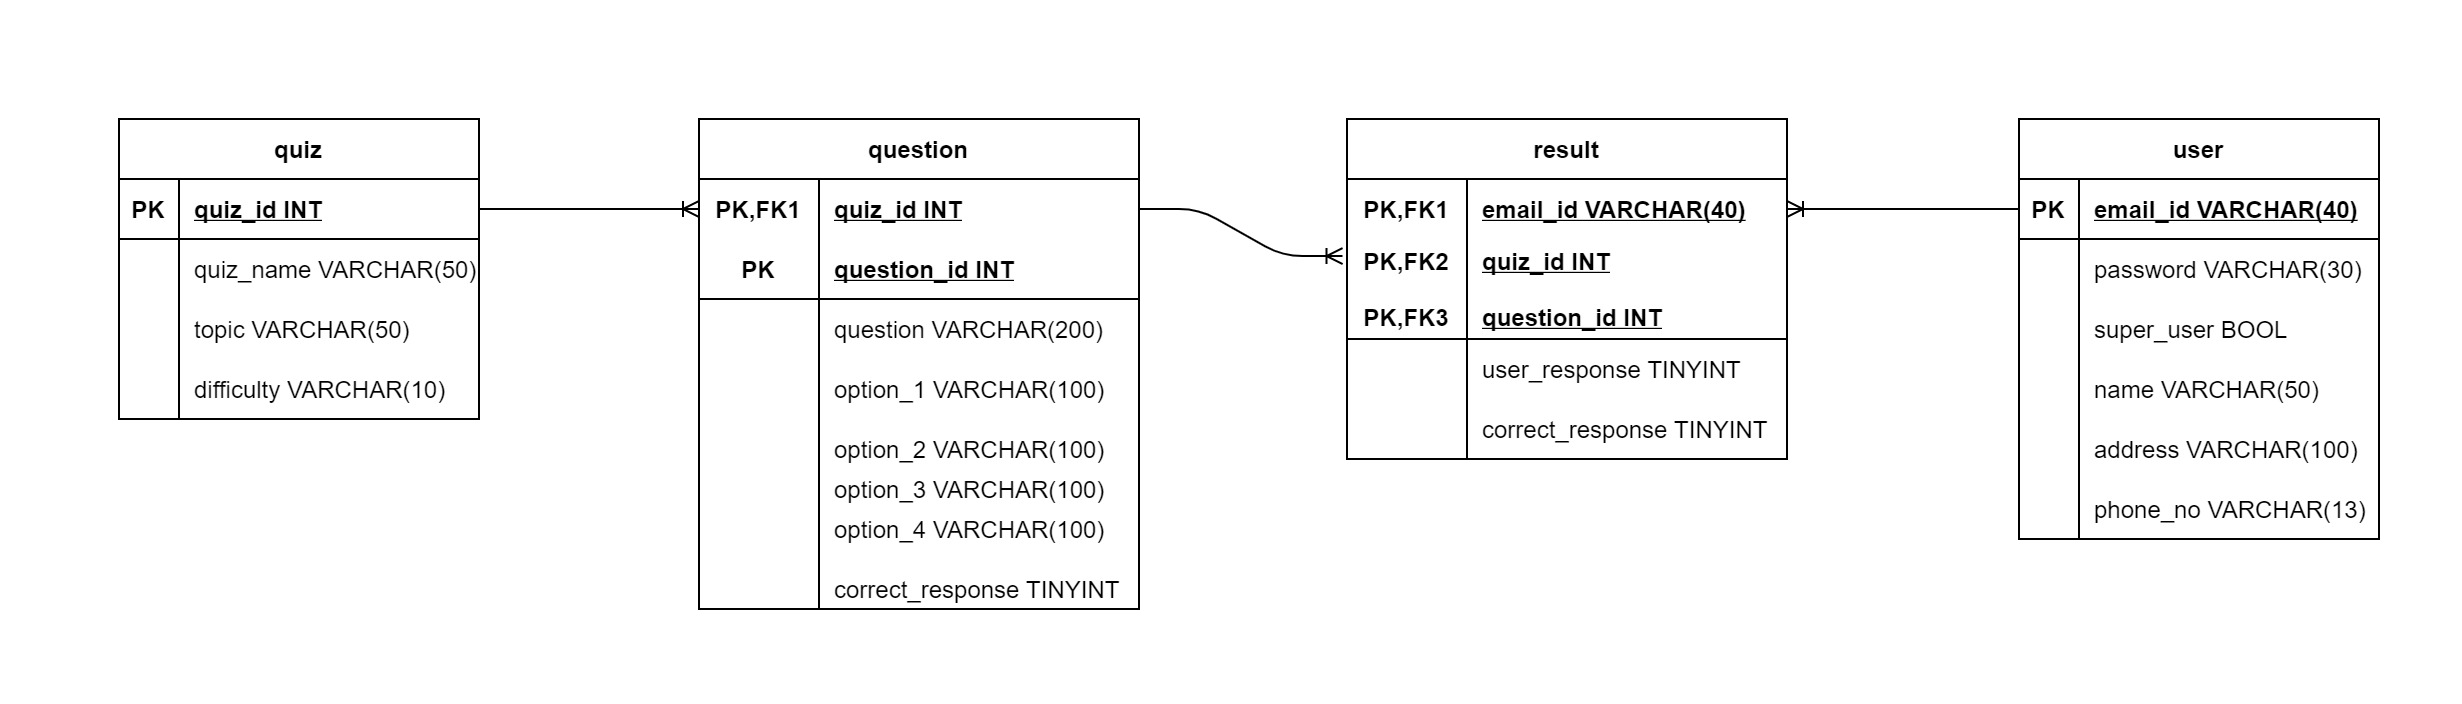 quiz
PK quiz_id INT
quiz_name VARCHAR(50)
topic VARCHAR(50)
difficulty VARCHAR(10)
question
PK,FK1 quiz_id INT
PK question_id INT
question VARCHAR(200)
option_1 VARCHAR(100)
option_2 VARCHAR(100)
option_3 VARCHAR(100)
option_4 VARCHAR(100)
correct_response TINYINT
result
PK,FK1 email_id VARCHAR(40)
PK,FK2 quiz_id INT
PK,FK3 question_id INT
user_response TINYINT
correct_response TINYINT
user
PK email_id VARCHAR(40)
password VARCHAR(30)
super_user BOOL
name VARCHAR(50)
address VARCHAR(100)
phone_no VARCHAR(13)